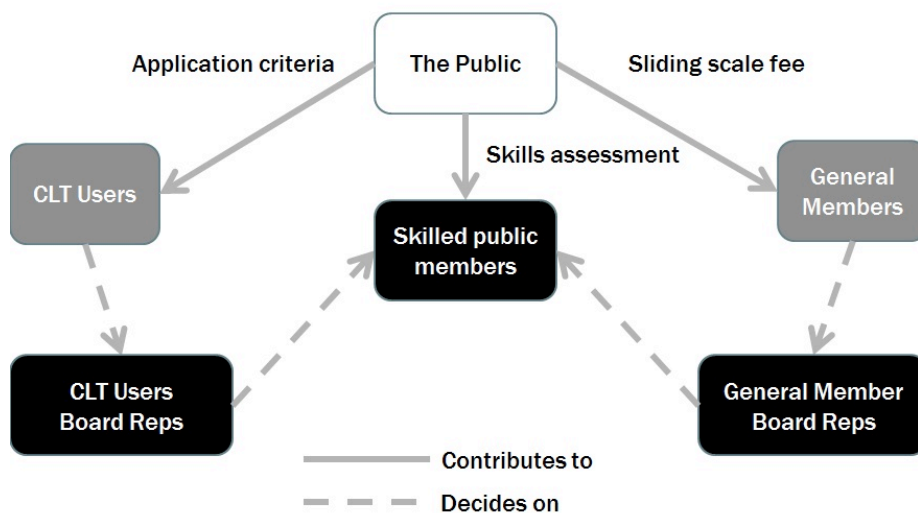 Application criteria
The Public
Sliding scale fee
Skills assessment
CLT Users
General
Members
Skilled public
members
CLT Users
Board Reps
General Member
Board Reps
Contributes to
Decides on